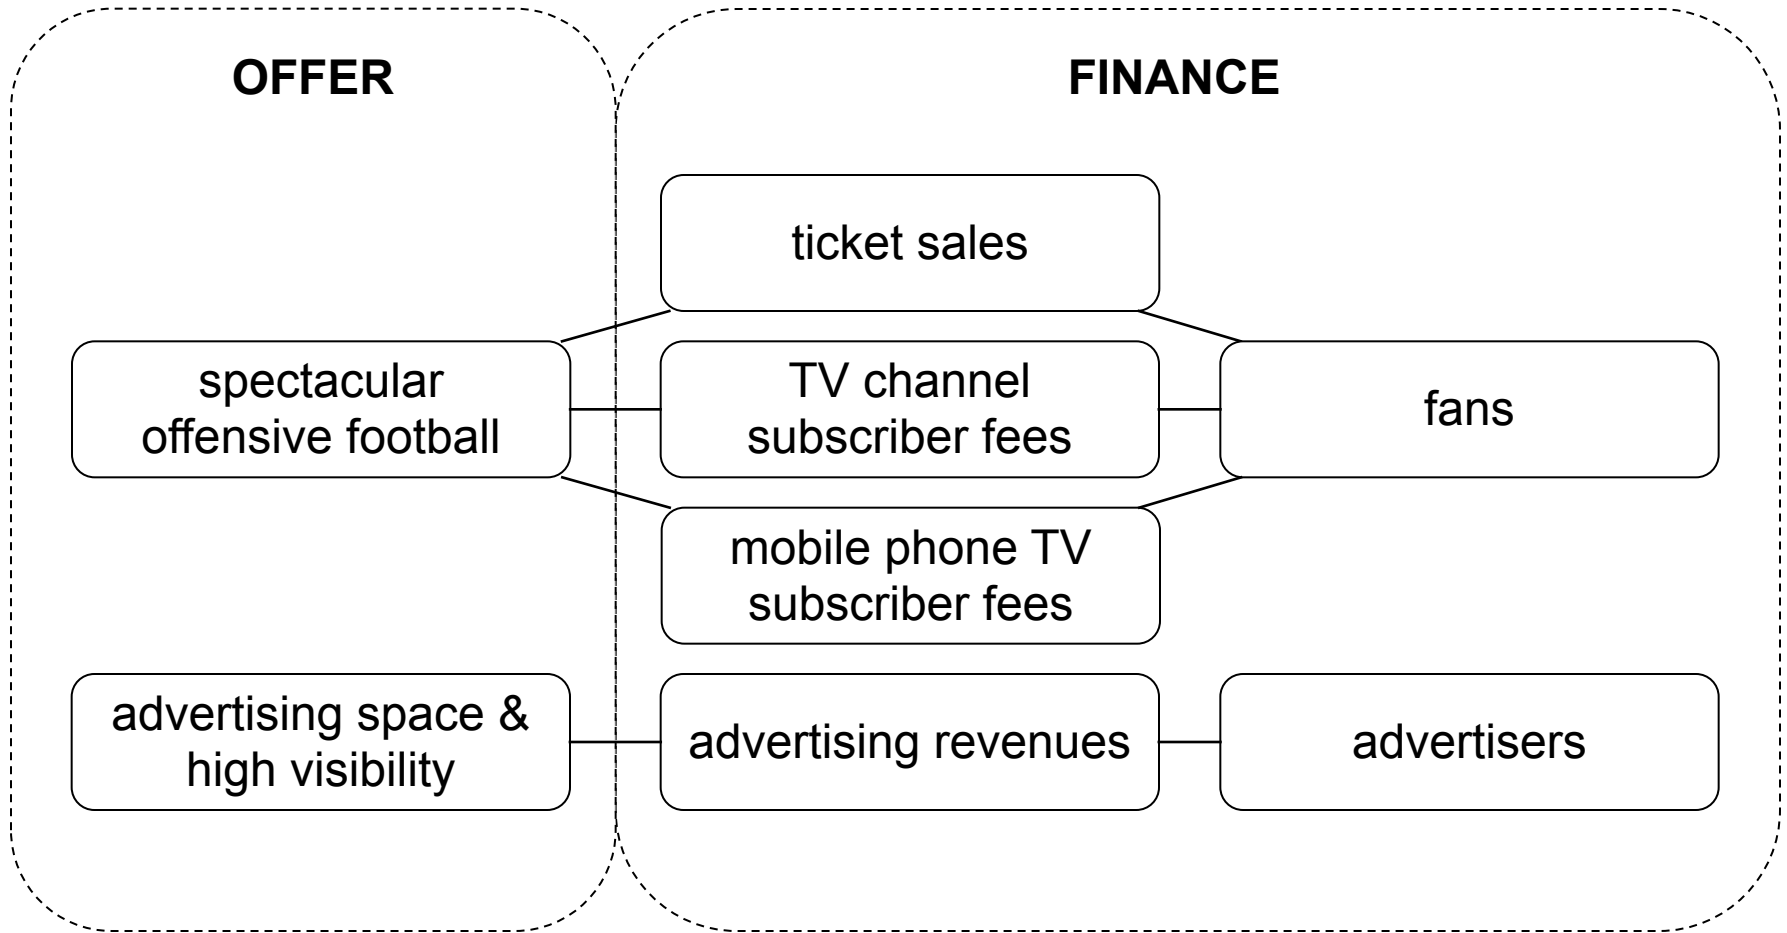 OFFER
FINANCE
ticket sales
spectacular
offensive football
TV channel
subscriber fees
fans
mobile phone TV
subscriber fees
advertising space &
high visibility
advertising revenues
advertisers